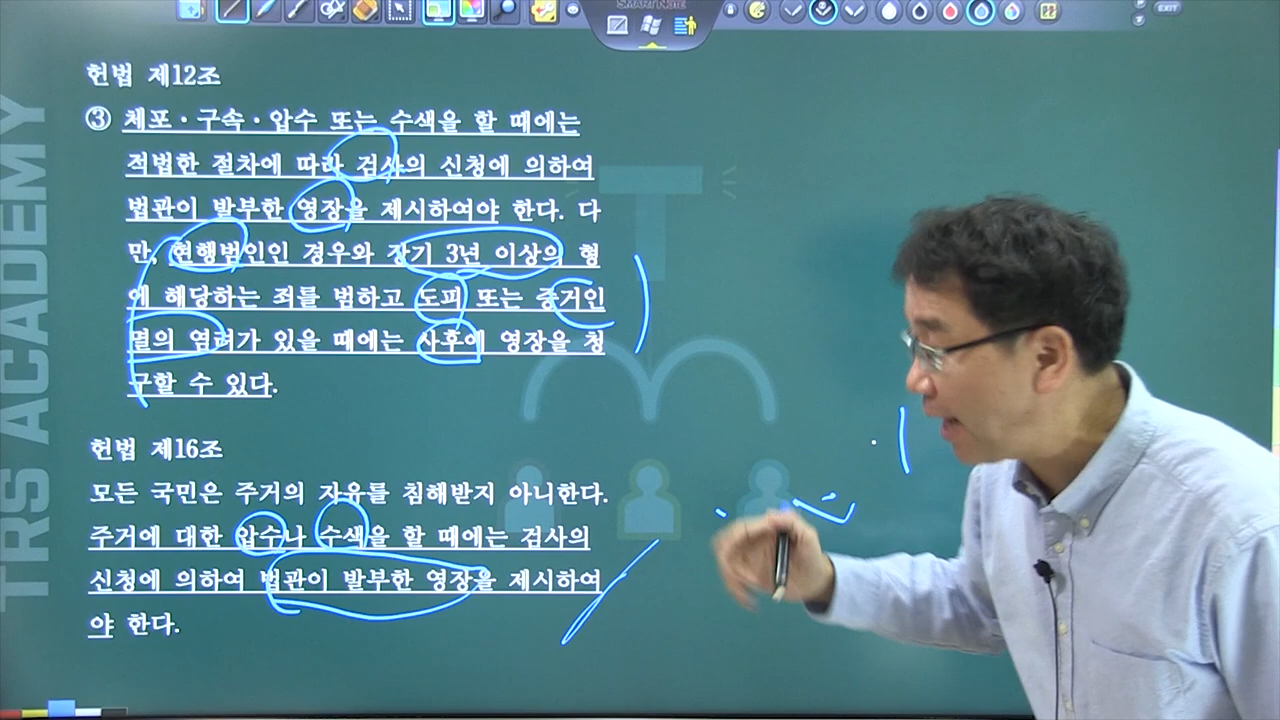 SMART NOTE
EXIT
헌법 제12조
③ 체포·구속·압수 또는 수색을 할 때에는
적법한 절차에 따라 검사의 신청에 의하여
법관이 발부한 영장을 제시하여야 한다. 다
만, 현행범인인 경우와 장기 3년 이상의 형
에 해당하는 죄를 범하고 도피 또는 증거인
멸의 염려가 있을 때에는 사후에 영장을 청
구할 수 있다.
헌법 제16조
모든 국민은 주거의 자유를 침해받지 아니한다.
주거에 대한 압수나 수색을 할 때에는 검사의
신청에 의하여 법관이 발부한 영장을 제시하여
야 한다.
TRS ACADEMY